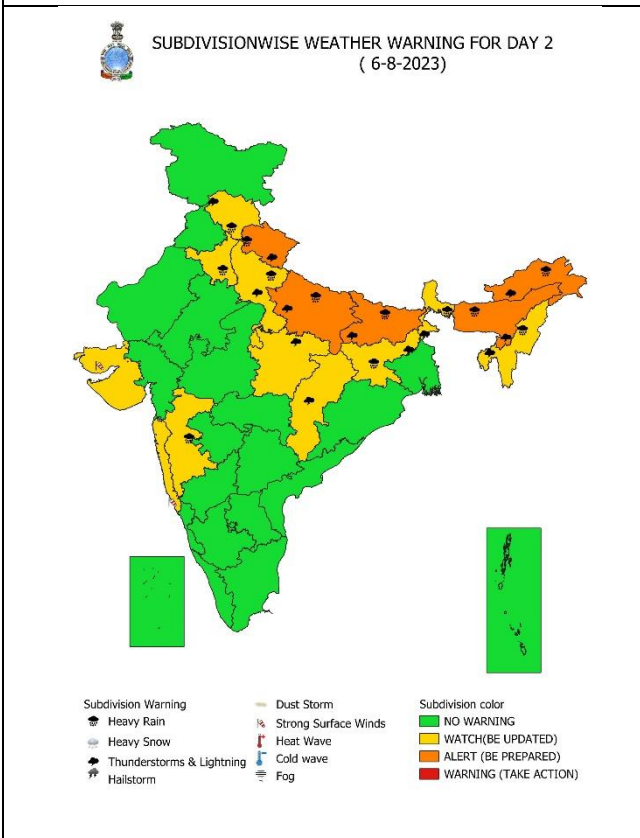 SUBDIVISIONWISE WEATHER WARNING FOR DAY 2
( 6-8-2023)
Subdivision Warning
Heavy Rain
Heavy Snow
Thunderstorms & Lightning
Hailstorm
Dust Storm
Strong Surface Winds
Heat Wave
Cold wave
Fog
Subdivision color
NO WARNING
WATCH(BE UPDATED)
ALERT (BE PREPARED)
WARNING (TAKE ACTION)